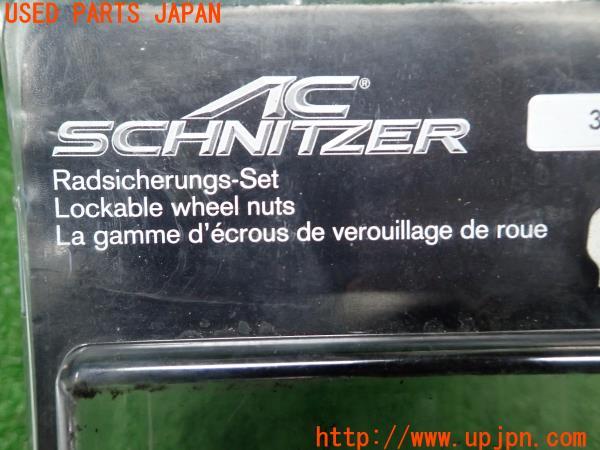 USED PARTS JAPAN
AC®
SCHNITZER
3
Radsicherungs-Set
Lockable wheel nuts
La gamme d'écrous de verouillage de roue
http://www.upjpn.com/